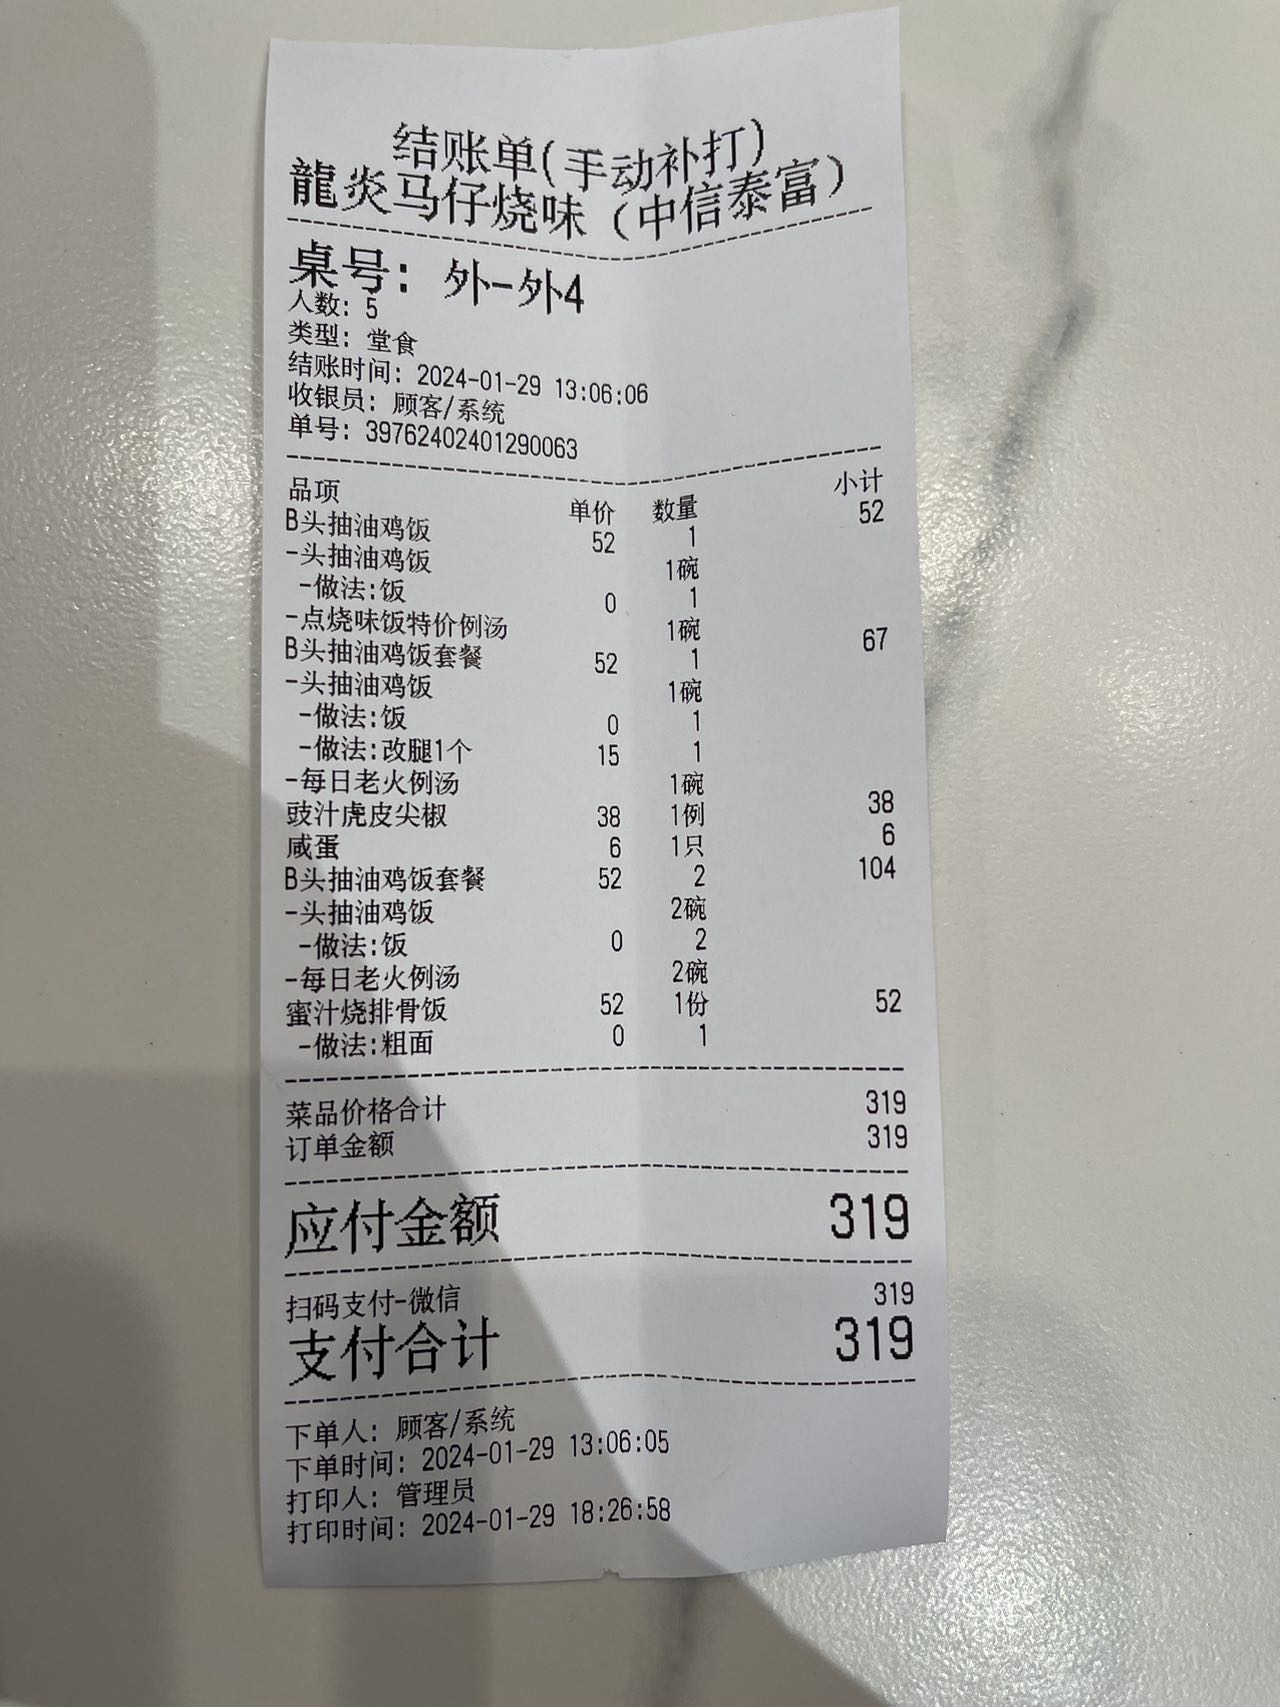 结账单(手动补打)
龍炎马仔烧味（中信泰富）
桌号: 外-外4
人数: 5
类型: 堂食
结账时间: 2024-01-29 13:06:06
收银员: 顾客/系统
单号: 39762402401290063
品项 单价 数量 小计
B头抽油鸡饭 52 1 52
-头抽油鸡饭 1碗
-做法:饭 0 1
-点烧味饭特价例汤 1碗
B头抽油鸡饭套餐 52 1 67
-头抽油鸡饭 1碗
-做法:饭 0 1
-做法:改腿1个 15 1
-每日老火例汤 1碗
豉汁虎皮尖椒 38 1例 38
咸蛋 6 1只 6
B头抽油鸡饭套餐 52 2 104
-头抽油鸡饭 2碗
-做法:饭 0 2
-每日老火例汤 2碗
蜜汁烧排骨饭 52 1份 52
-做法:粗面 0 1
菜品价格合计 319
订单金额 319
应付金额 319
扫码支付-微信 319
支付合计 319
下单人: 顾客/系统
下单时间: 2024-01-29 13:06:05
打印人: 管理员
打印时间: 2024-01-29 18:26:58